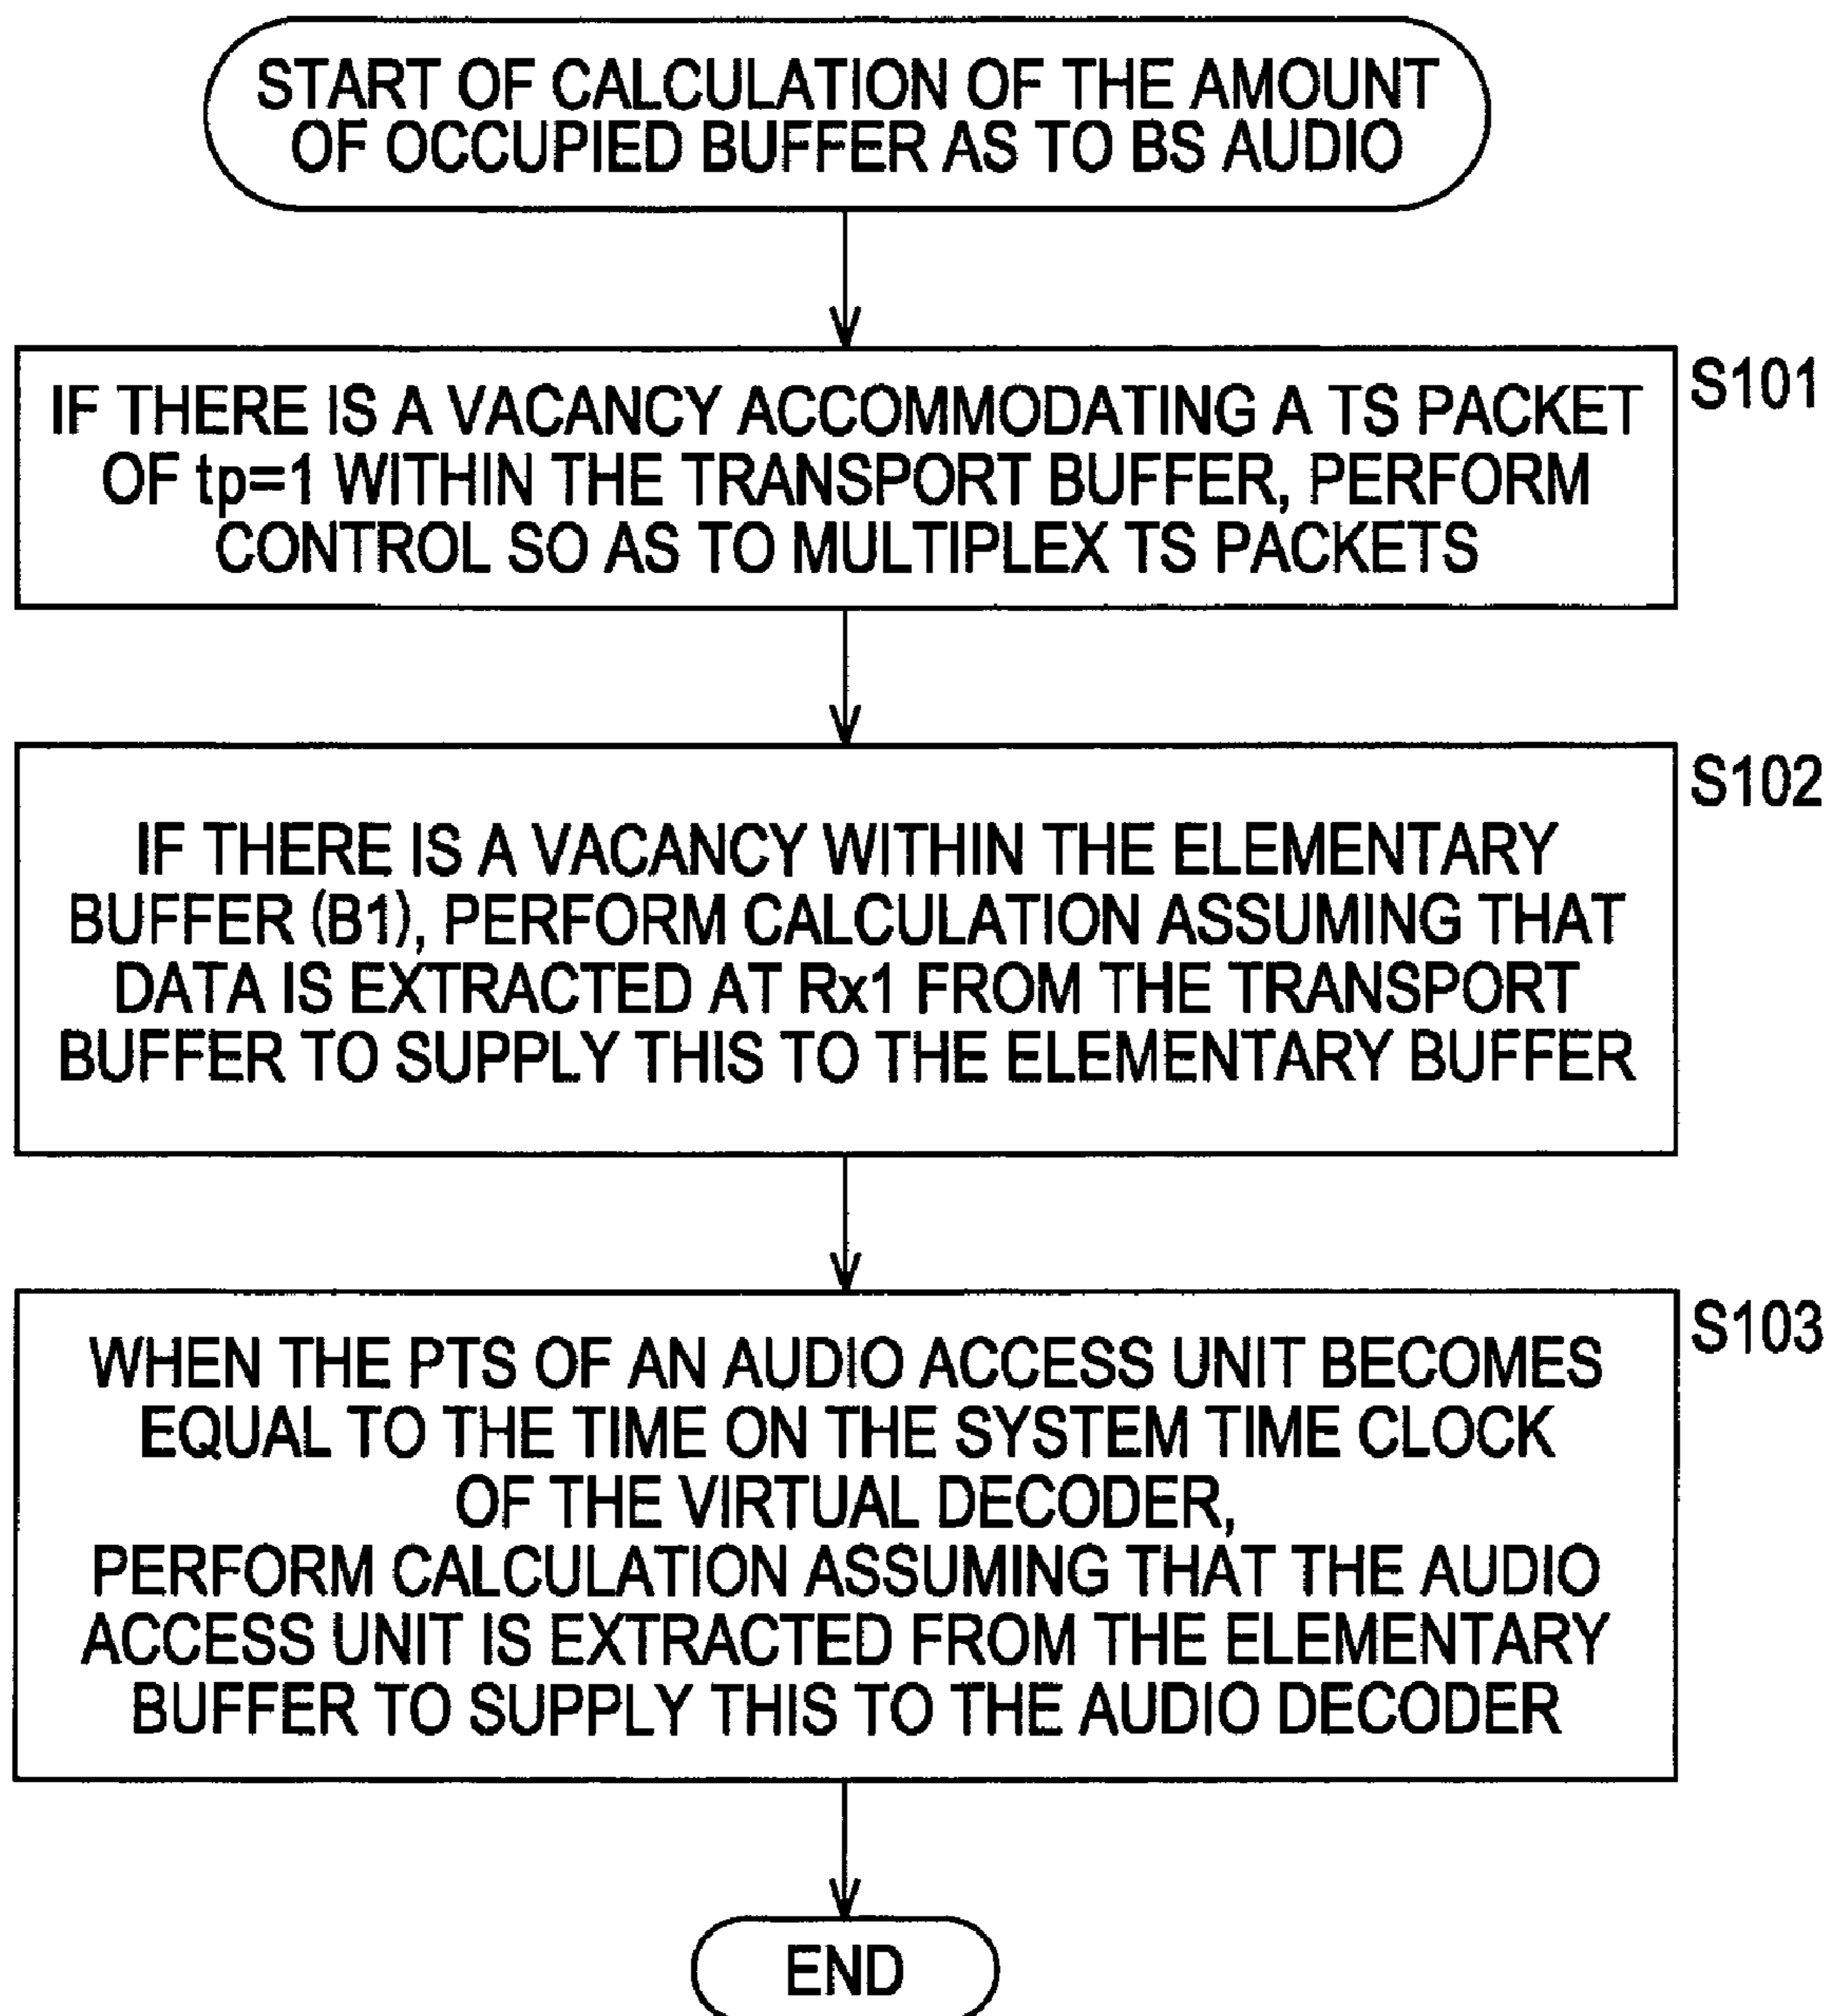 START OF CALCULATION OF THE AMOUNT
OF OCCUPIED BUFFER AS TO BS AUDIO
S101
IF THERE IS A VACANCY ACCOMMODATING A TS PACKET
OF tp=1 WITHIN THE TRANSPORT BUFFER, PERFORM
CONTROL SO AS TO MULTIPLEX TS PACKETS
S102
IF THERE IS A VACANCY WITHIN THE ELEMENTARY
BUFFER (B1), PERFORM CALCULATION ASSUMING THAT
DATA IS EXTRACTED AT Rx1 FROM THE TRANSPORT
BUFFER TO SUPPLY THIS TO THE ELEMENTARY BUFFER
S103
WHEN THE PTS OF AN AUDIO ACCESS UNIT BECOMES
EQUAL TO THE TIME ON THE SYSTEM TIME CLOCK
OF THE VIRTUAL DECODER,
PERFORM CALCULATION ASSUMING THAT THE AUDIO
ACCESS UNIT IS EXTRACTED FROM THE ELEMENTARY
BUFFER TO SUPPLY THIS TO THE AUDIO DECODER
END